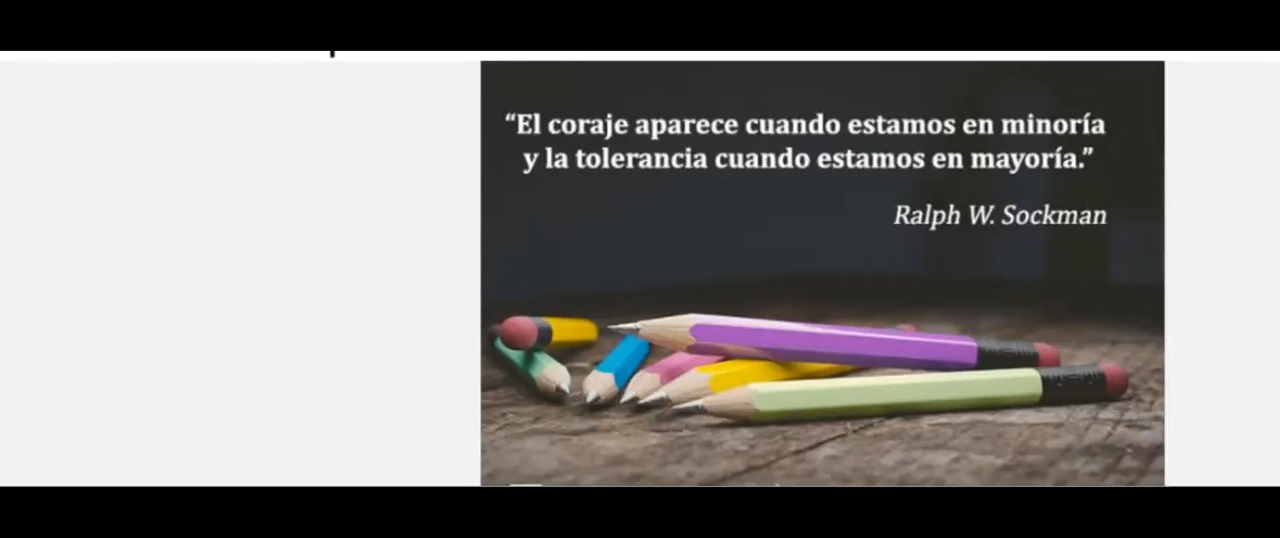 “El coraje aparece cuando estamos en minoría
y la tolerancia cuando estamos en mayoría.”
Ralph W. Sockman